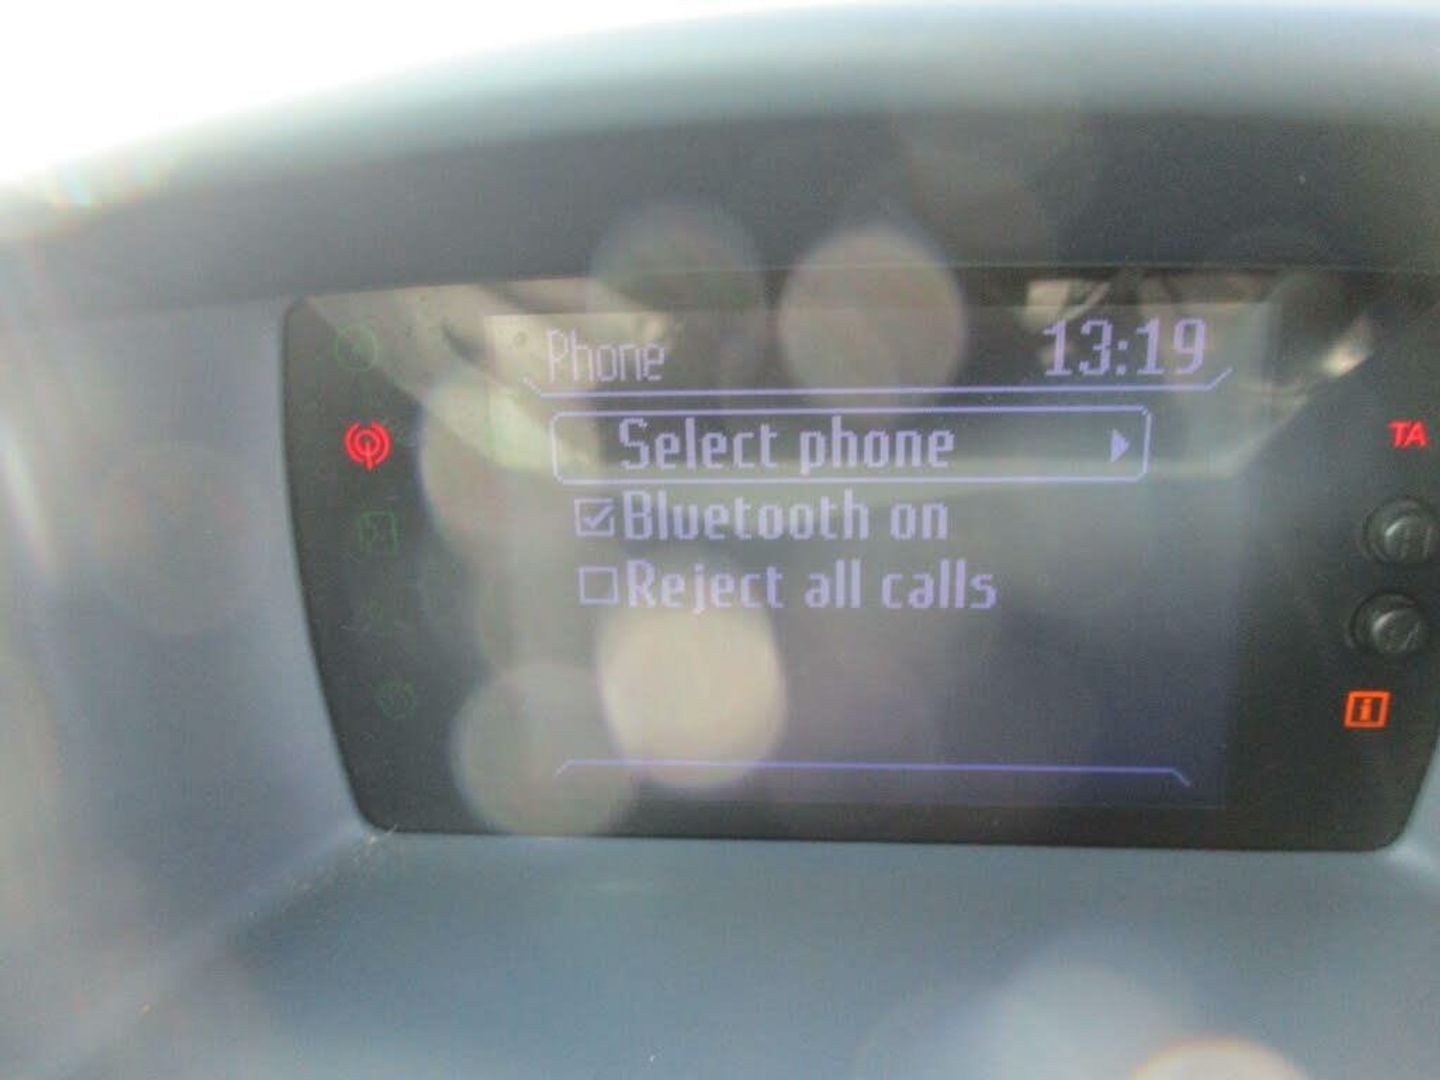 Phone 13:19
Select phone
TA
Bluetooth on
Reject all calls
i